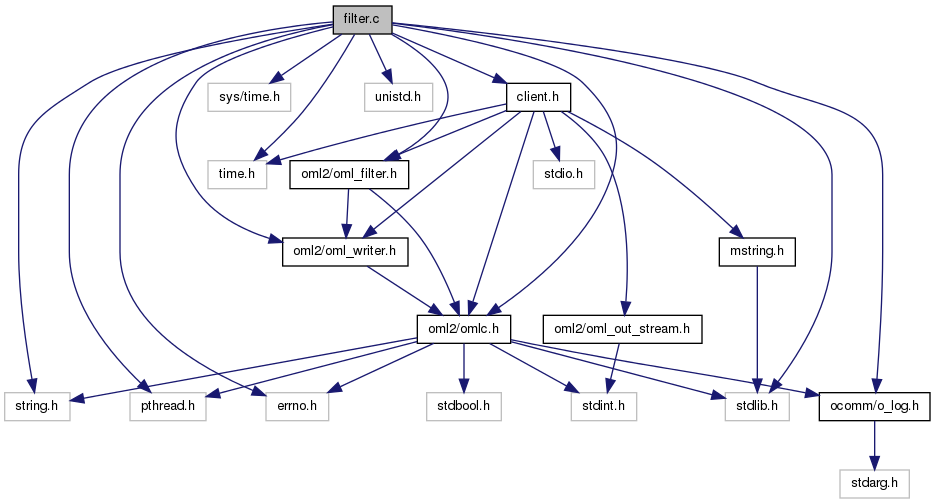 filter.c
sys/time.h
unistd.h
client.h
time.h
oml2/oml_filter.h
stdio.h
oml2/oml_writer.h
mstring.h
oml2/omlc.h
oml2/oml_out_stream.h
string.h
pthread.h
errno.h
stdbool.h
stdint.h
stdlib.h
ocomm/o_log.h
stdarg.h